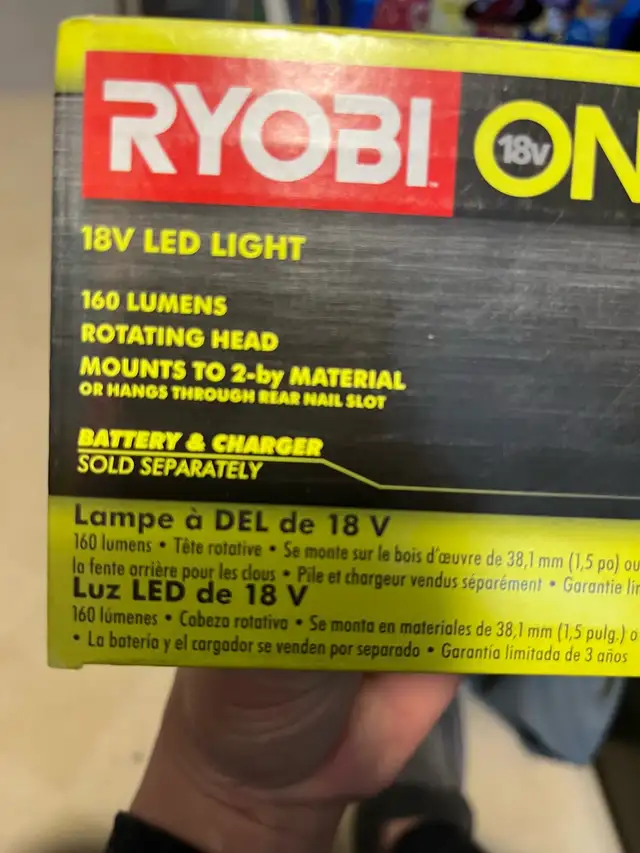 RYOBI™ 18V ON
18V LED LIGHT
160 LUMENS
ROTATING HEAD
MOUNTS TO 2-by MATERIAL
OR HANGS THROUGH REAR NAIL SLOT
BATTERY & CHARGER
SOLD SEPARATELY
Lampe à DEL de 18 V
160 lumens • Tête rotative • Se monte sur le bois d'œuvre de 38,1 mm (1,5 po) ou
la fente arrière pour les clous • Pile et chargeur vendus séparément • Garantie lim
Luz LED de 18 V
160 lúmenes • Cabeza rotativa • Se monta en materiales de 38,1 mm (1,5 pulg.) o
• La batería y el cargador se venden por separado • Garantía limitada de 3 años